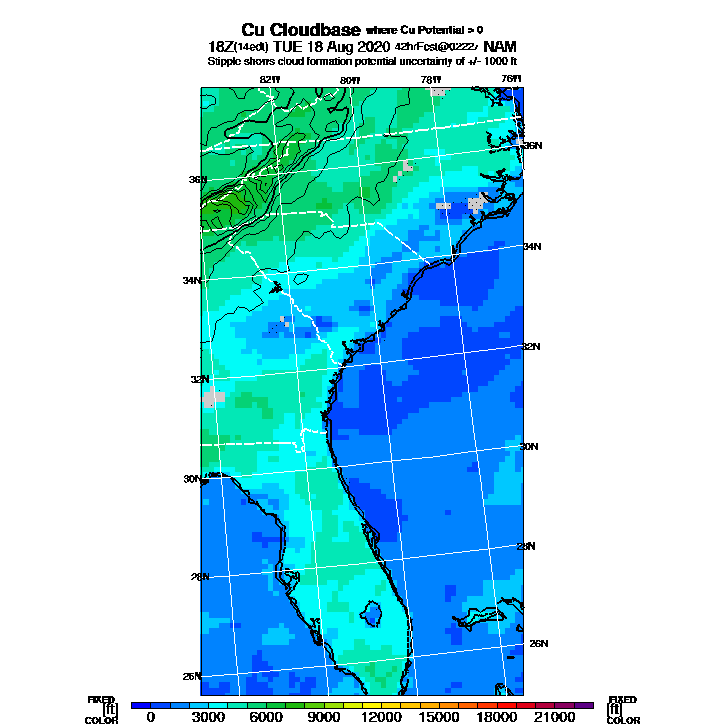 Cu Cloudbase where Cu Potential > 0
18Z(14edt) TUE 18 Aug 2020 42hrFcst@0222z NAM
Stipple shows cloud formation potential uncertainty of +/- 1000 ft
82W 80W 78W 76W
36N
36N
34N
34N
32N
32N
30N
30N
28N
28N
26N
26N
FIXED FIXED
[ft] 0 3000 6000 9000 12000 15000 18000 21000 [ft]
COLOR COLOR